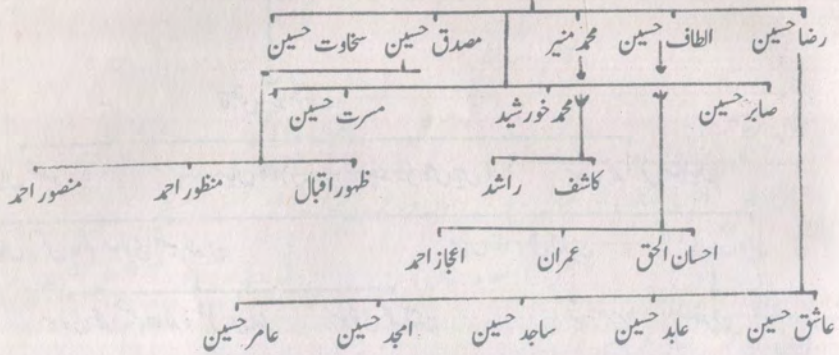 رضا حسین الطاف حسین محمد منیر مصدق حسین سخاوت حسین
صابر حسین محمد خورشید مسرت حسین
کاشف راشد ظہور اقبال منظور احمد منصور احمد
احسان الحق عمران اعجاز احمد
عاشق حسین عابد حسین ساجد حسین امجد حسین عامر حسین